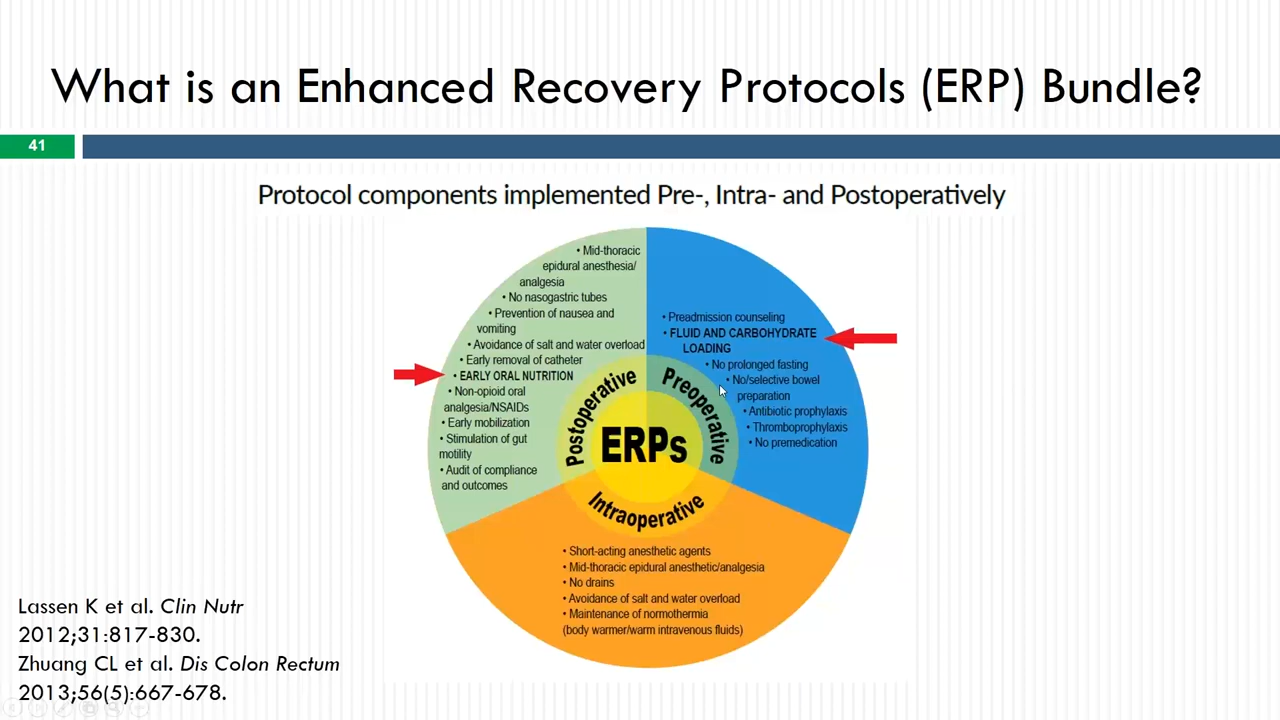 What is an Enhanced Recovery Protocols (ERP) Bundle?
41
Protocol components implemented Pre-, Intra- and Postoperatively
• Mid-thoracic
epidural anesthesia/
analgesia
• No nasogastric tubes
• Prevention of nausea and
vomiting
• Avoidance of salt and water overload
• Early removal of catheter
• EARLY ORAL NUTRITION
• Non-opioid oral
analgesia/NSAIDs
• Early mobilization
• Stimulation of gut
motility
• Audit of compliance
and outcomes
• Preadmission counseling
• FLUID AND CARBOHYDRATE
LOADING
• No prolonged fasting
• No/selective bowel
preparation
• Antibiotic prophylaxis
• Thromboprophylaxis
• No premedication
Postoperative
Preoperative
ERPs
Intraoperative
• Short-acting anesthetic agents
• Mid-thoracic epidural anesthetic/analgesia
• No drains
• Avoidance of salt and water overload
• Maintenance of normothermia
(body warmer/warm intravenous fluids)
Lassen K et al. Clin Nutr
2012;31:817-830.
Zhuang CL et al. Dis Colon Rectum
2013;56(5):667-678.